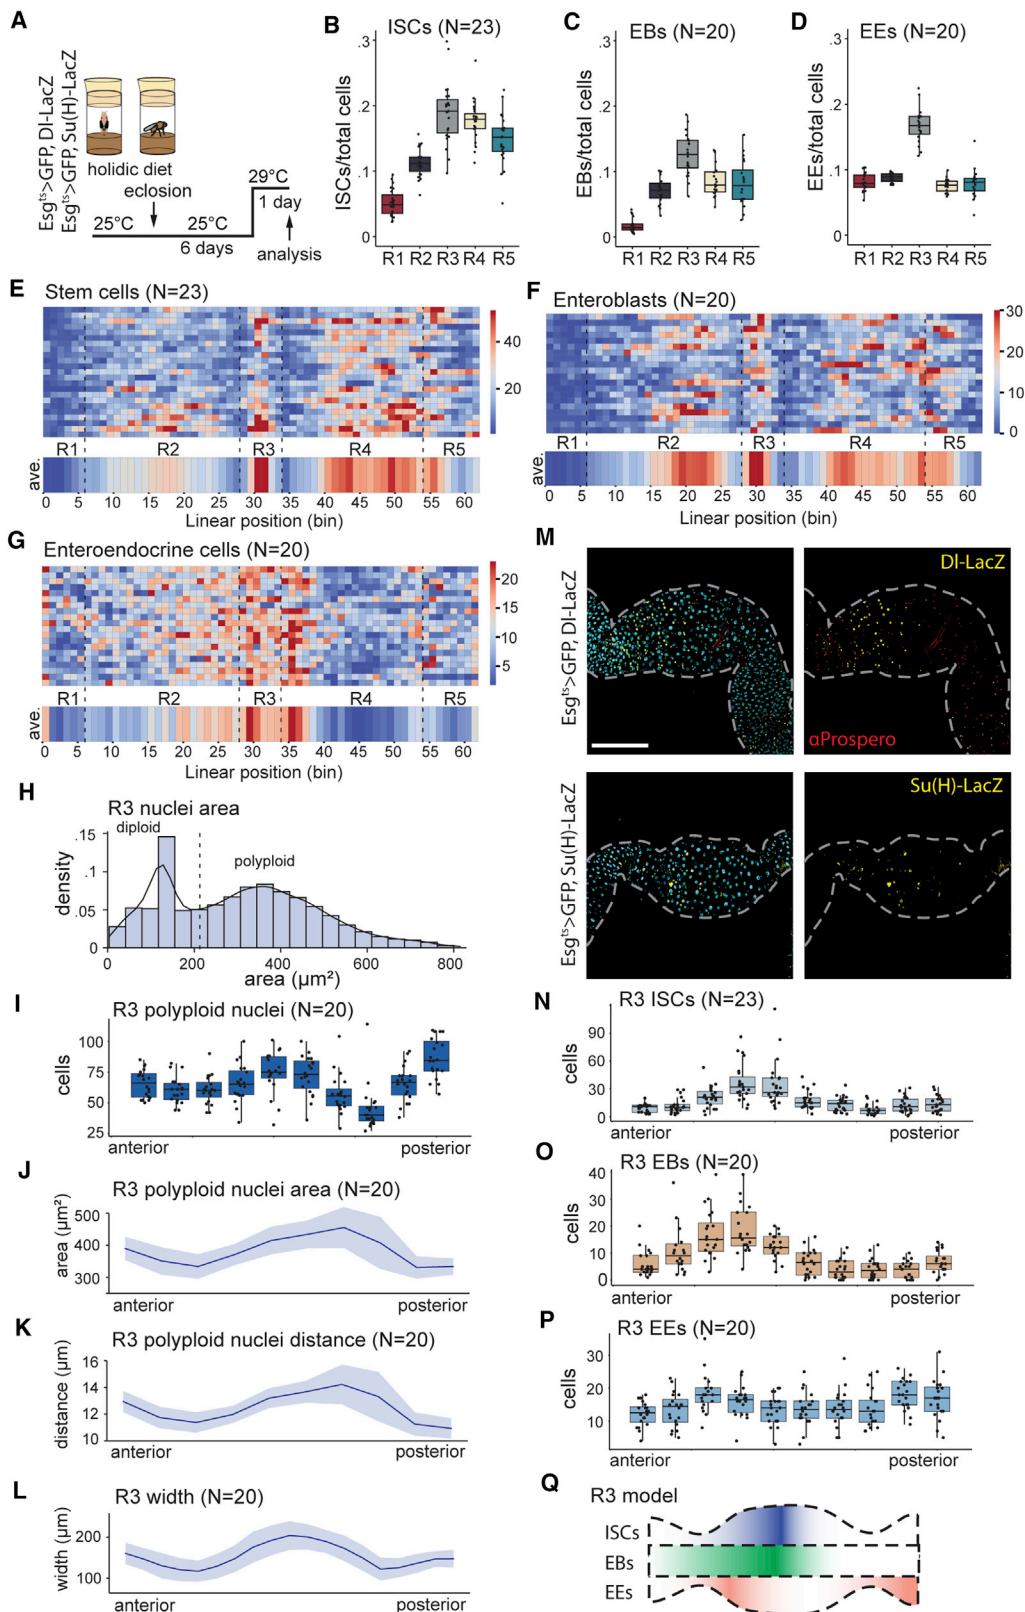 A
Esgts>GFP, Dl-LacZ
Esgts>GFP, Su(H)-LacZ
holidic diet
eclosion
25°C
25°C
6 days
29°C
1 day
analysis
B
ISCs (N=23)
ISCs/total cells
.3
.2
.1
0
R1 R2 R3 R4 R5
C
EBs (N=20)
EBs/total cells
.3
.2
.1
0
R1 R2 R3 R4 R5
D
EEs (N=20)
EEs/total cells
.3
.2
.1
0
R1 R2 R3 R4 R5
E
Stem cells (N=23)
40
20
R1 R2 R3 R4 R5
ave.
0 5 10 15 20 25 30 35 40 45 50 55 60
Linear position (bin)
F
Enteroblasts (N=20)
30
20
10
0
R1 R2 R3 R4 R5
ave.
0 5 10 15 20 25 30 35 40 45 50 55 60
Linear position (bin)
G
Enteroendocrine cells (N=20)
20
15
10
5
R1 R2 R3 R4 R5
ave.
0 5 10 15 20 25 30 35 40 45 50 55 60
Linear position (bin)
H
R3 nuclei area
diploid
polyploid
density
.15
.1
.05
0
0 200 400 600 800
area (µm²)
I
R3 polyploid nuclei (N=20)
cells
100
75
50
25
anterior posterior
J
R3 polyploid nuclei area (N=20)
area (µm²)
500
400
300
anterior posterior
K
R3 polyploid nuclei distance (N=20)
distance (µm)
16
14
12
10
anterior posterior
L
R3 width (N=20)
width (µm)
200
100
anterior posterior
M
Esgts>GFP, Dl-LacZ
Dl-LacZ
αProspero
Esgts>GFP, Su(H)-LacZ
Su(H)-LacZ
N
R3 ISCs (N=23)
cells
90
60
30
0
anterior posterior
O
R3 EBs (N=20)
cells
40
30
20
10
0
anterior posterior
P
R3 EEs (N=20)
cells
30
20
10
anterior posterior
Q
R3 model
ISCs
EBs
EEs